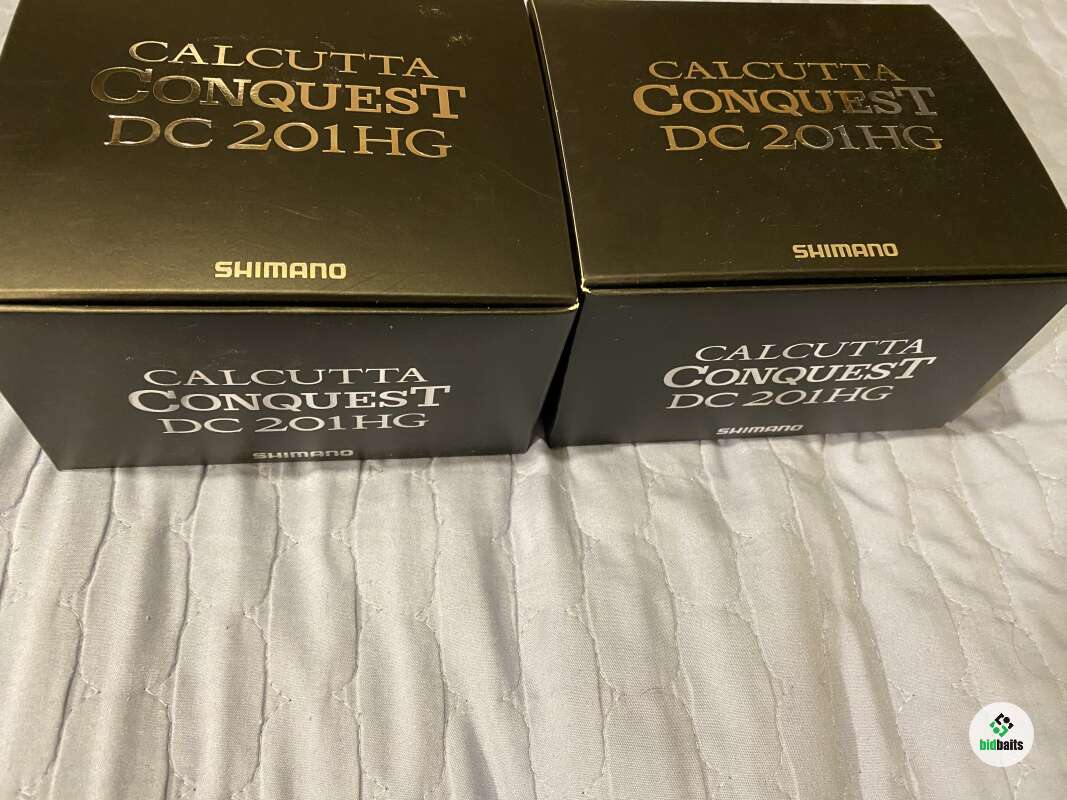 CALCUTTA
CONQUEST
DC 201HG
SHIMANO
CALCUTTA
CONQUEST
DC 201HG
SHIMANO
CALCUTTA
CONQUEST
DC 201HG
SHIMANO
CALCUTTA
CONQUEST
DC 201HG
SHIMANO
bidbaits